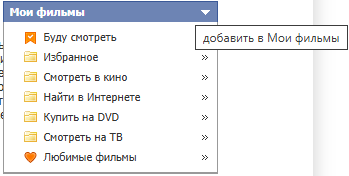 Мои фильмы
Буду смотреть
добавить в Мои фильмы
Избранное »
Смотреть в кино »
Найти в Интернете »
Купить на DVD »
Смотреть на ТВ »
Любимые фильмы »